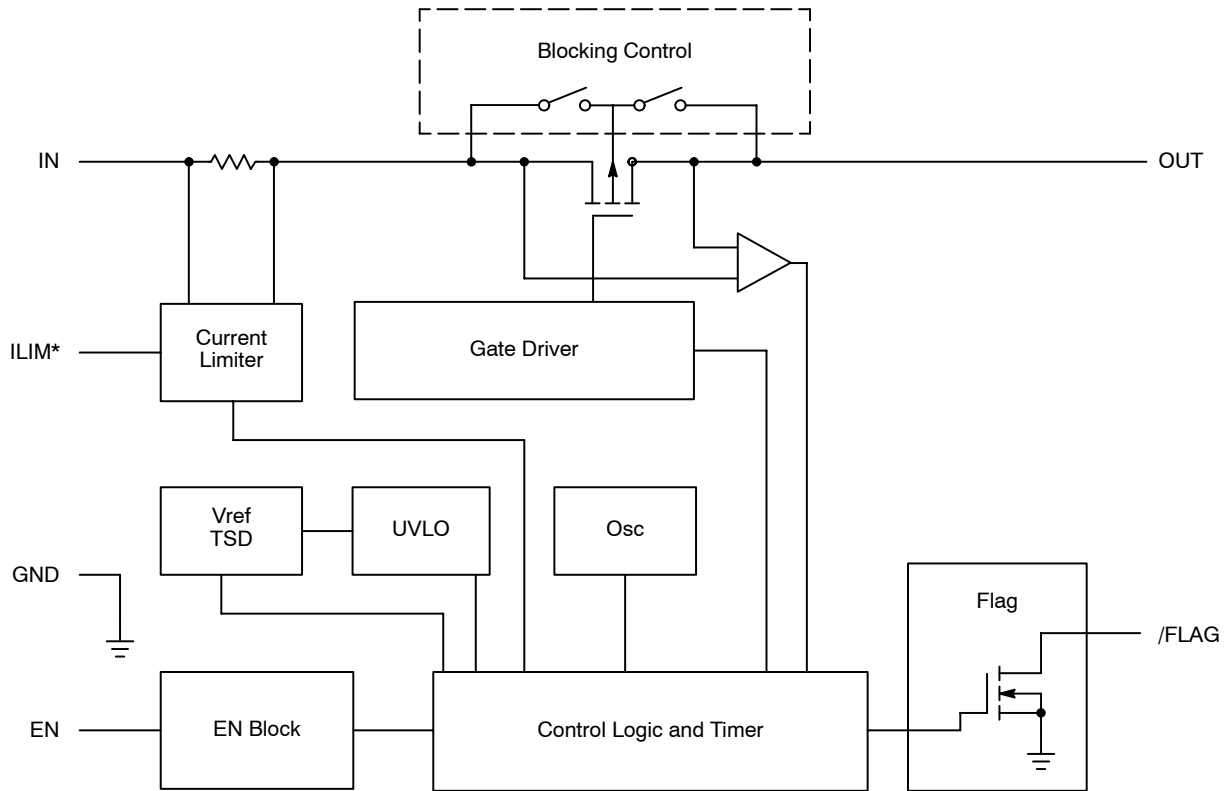 Blocking Control
IN
OUT
Current
Limiter
ILIM*
Gate Driver
Vref
TSD
UVLO
Osc
GND
Flag
/FLAG
EN
EN Block
Control Logic and Timer